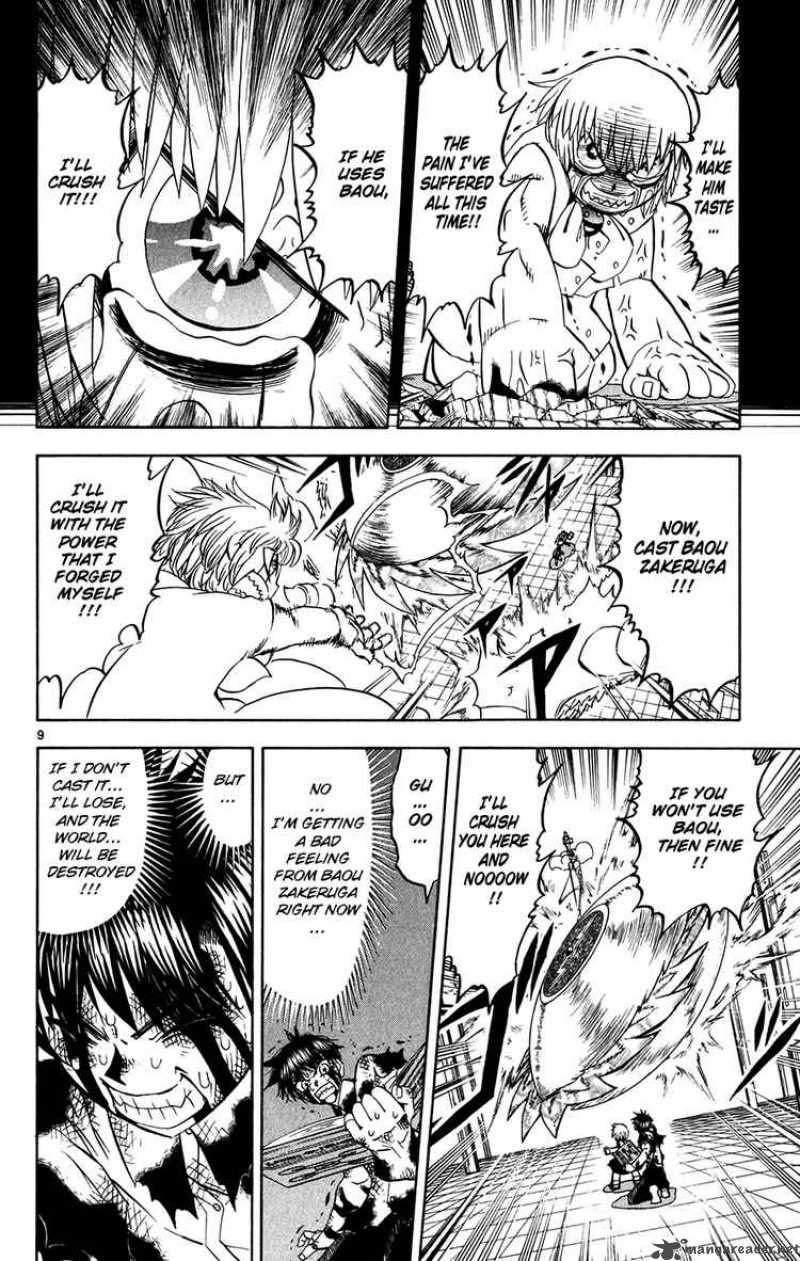 I'LL
MAKE
HIM
TASTE
...
THE
PAIN I'VE
SUFFERED
ALL THIS
TIME!!
IF HE
USES
BAOU,
I'LL
CRUSH
IT!!!
NOW,
CAST BAOU
ZAKERUGA
!!!
I'LL
CRUSH IT
WITH THE
POWER
THAT I
FORGED
MYSELF
!!!
9
IF YOU
WON'T USE
BAOU,
THEN FINE
!!
I'LL
CRUSH
YOU HERE
AND
NOOOOW
GU
...
OO
...
NO
...
I'M GETTING
A BAD
FEELING
FROM BAOU
ZAKERUGA
RIGHT NOW
...
BUT
...
IF I DON'T
CAST IT...
I'LL LOSE,
AND THE
WORLD...
WILL BE
DESTROYED
!!!
mangareader.net